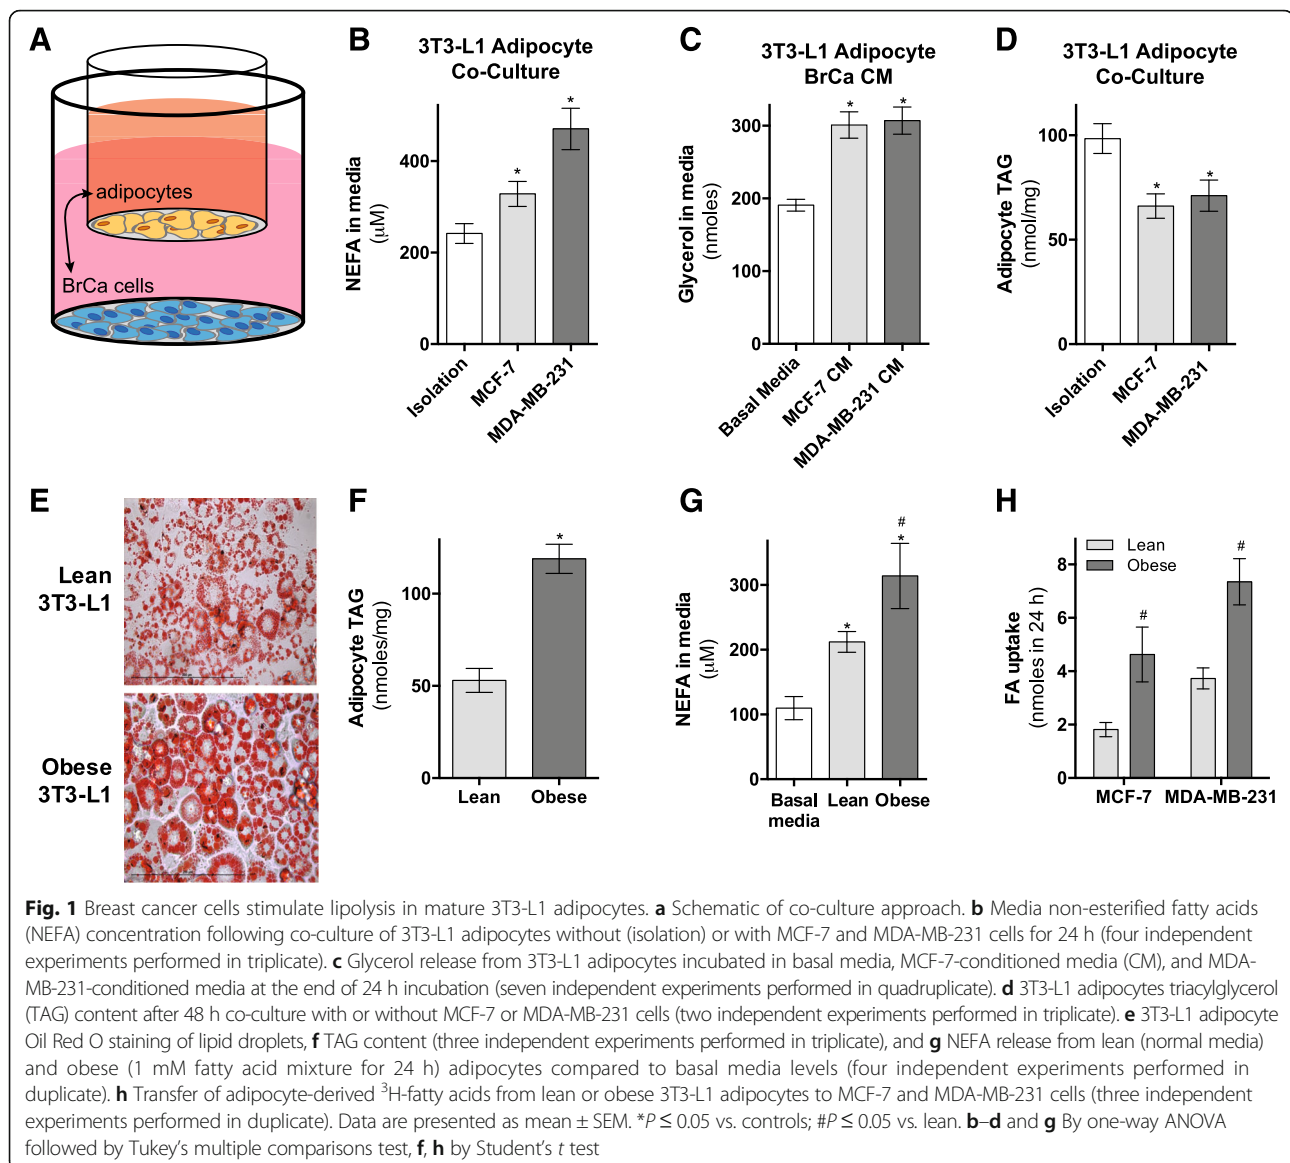 A
adipocytes
BrCa cells
B
3T3-L1 Adipocyte
Co-Culture
NEFA in media
(μM)
400
200
0
*
*
Isolation
MCF-7
MDA-MB-231
C
3T3-L1 Adipocyte
BrCa CM
Glycerol in media
(nmoles)
300
200
100
0
*
*
Basal Media
MCF-7 CM
MDA-MB-231 CM
D
3T3-L1 Adipocyte
Co-Culture
Adipocyte TAG
(nmol/mg)
100
50
0
*
*
Isolation
MCF-7
MDA-MB-231
E
Lean
3T3-L1
Obese
3T3-L1
F
Adipocyte TAG
(nmoles/mg)
100
50
0
*
Lean Obese
G
NEFA in media
(μM)
300
200
100
0
*
#
*
Basal Lean Obese
media
H
Lean
Obese
FA uptake
(nmoles in 24 h)
8
6
4
2
0
#
#
MCF-7 MDA-MB-231
Fig. 1 Breast cancer cells stimulate lipolysis in mature 3T3-L1 adipocytes. a Schematic of co-culture approach. b Media non-esterified fatty acids
(NEFA) concentration following co-culture of 3T3-L1 adipocytes without (isolation) or with MCF-7 and MDA-MB-231 cells for 24 h (four independent
experiments performed in triplicate). c Glycerol release from 3T3-L1 adipocytes incubated in basal media, MCF-7-conditioned media (CM), and MDA-
MB-231-conditioned media at the end of 24 h incubation (seven independent experiments performed in quadruplicate). d 3T3-L1 adipocytes triacylglycerol
(TAG) content after 48 h co-culture with or without MCF-7 or MDA-MB-231 cells (two independent experiments performed in triplicate). e 3T3-L1 adipocyte
Oil Red O staining of lipid droplets, f TAG content (three independent experiments performed in triplicate), and g NEFA release from lean (normal media)
and obese (1 mM fatty acid mixture for 24 h) adipocytes compared to basal media levels (four independent experiments performed in
duplicate). h Transfer of adipocyte-derived ³H-fatty acids from lean or obese 3T3-L1 adipocytes to MCF-7 and MDA-MB-231 cells (three independent
experiments performed in duplicate). Data are presented as mean ± SEM. *P ≤ 0.05 vs. controls; #P ≤ 0.05 vs. lean. b–d and g By one-way ANOVA
followed by Tukey's multiple comparisons test, f, h by Student's t test